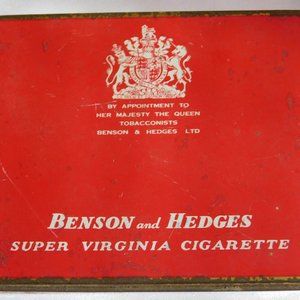 BY APPOINTMENT TO
HER MAJESTY THE QUEEN
TOBACCONISTS
BENSON & HEDGES LTD
BENSON and HEDGES
SUPER VIRGINIA CIGARETTE